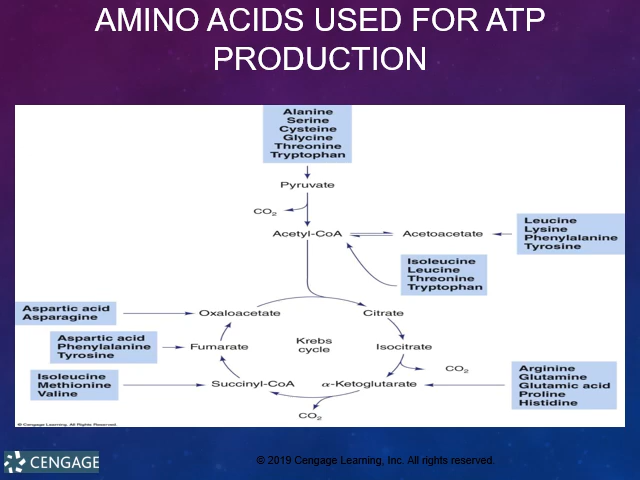 AMINO ACIDS USED FOR ATP
PRODUCTION
Alanine
Serine
Cysteine
Glycine
Threonine
Tryptophan
Pyruvate
CO2
Acetyl-CoA
Acetoacetate
Leucine
Lysine
Phenylalanine
Tyrosine
Isoleucine
Leucine
Threonine
Tryptophan
Aspartic acid
Asparagine
Oxaloacetate
Citrate
Aspartic acid
Phenylalanine
Tyrosine
Fumarate
Krebs
cycle
Isocitrate
CO2
Isoleucine
Methionine
Valine
Succinyl-CoA
α-Ketoglutarate
Arginine
Glutamine
Glutamic acid
Proline
Histidine
CO2
© Cengage Learning. All Rights Reserved.
CENGAGE
© 2019 Cengage Learning, Inc. All rights reserved.